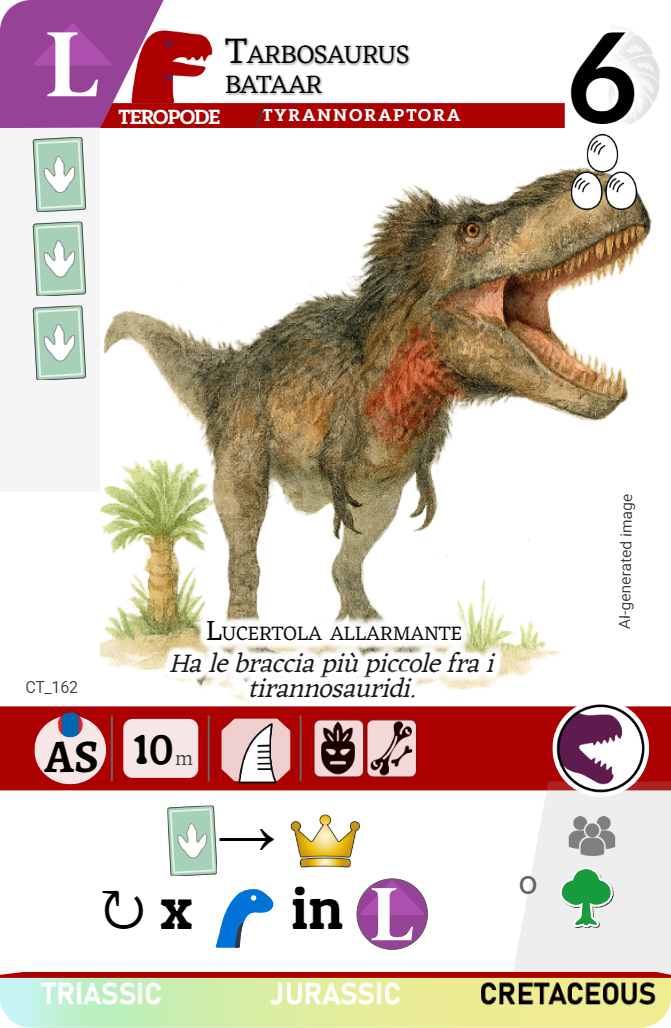 L
TARBOSAURUS
BATAAR
6
TEROPODE /TYRANNORAPTORA
AI-generated image
LUCERTOLA ALLARMANTE
Ha le braccia più piccole fra i
tirannosauridi.
CT_162
AS 10 m
x in L
O
TRIASSIC JURASSIC CRETACEOUS